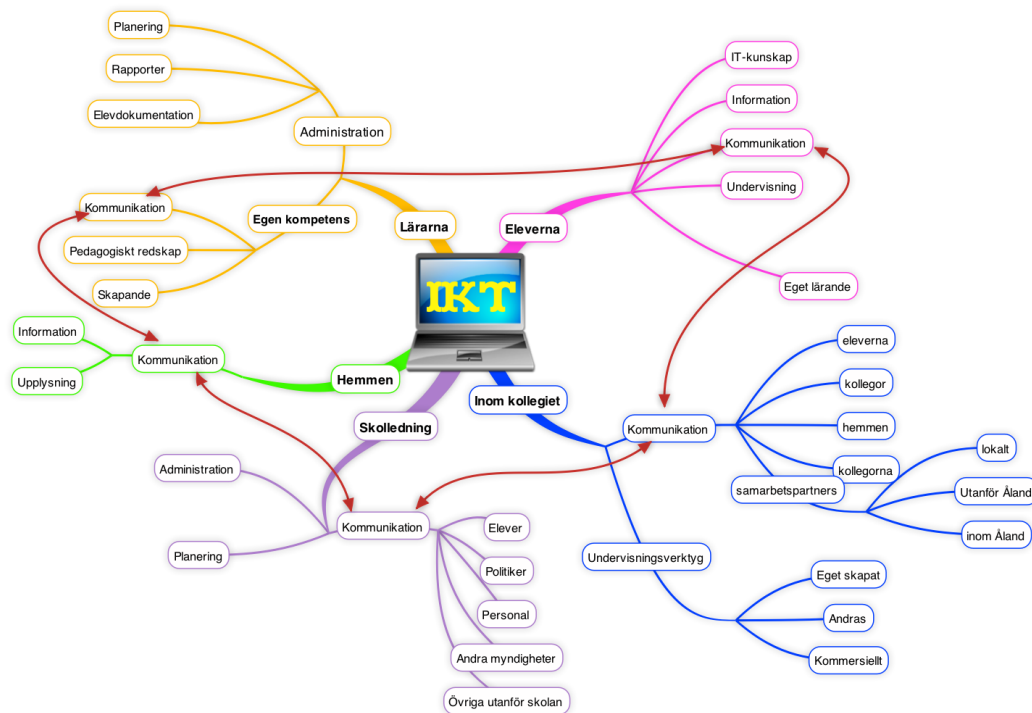 IKT
Lärarna
Administration
Planering
Rapporter
Elevdokumentation
Egen kompetens
Kommunikation
Pedagogiskt redskap
Skapande
Eleverna
IT-kunskap
Information
Kommunikation
Undervisning
Eget lärande
Hemmen
Kommunikation
Information
Upplysning
Skolledning
Administration
Planering
Kommunikation
Elever
Politiker
Personal
Andra myndigheter
Övriga utanför skolan
Inom kollegiet
Kommunikation
eleverna
kollegor
hemmen
kollegorna
samarbetspartners
lokalt
Utanför Åland
inom Åland
Undervisningsverktyg
Eget skapat
Andras
Kommersiellt